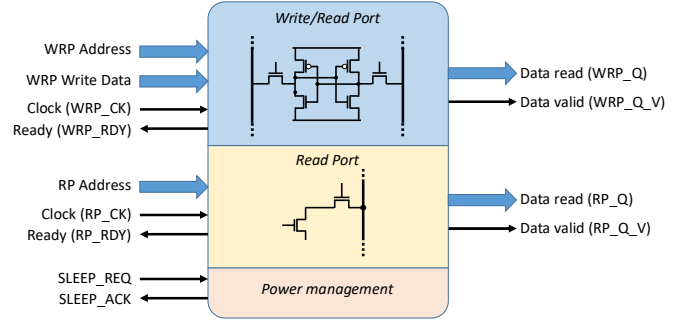 Write/Read Port
WRP Address
WRP Write Data
Clock (WRP_CK)
Ready (WRP_RDY)
Data read (WRP_Q)
Data valid (WRP_Q_V)
Read Port
RP Address
Clock (RP_CK)
Ready (RP_RDY)
Data read (RP_Q)
Data valid (RP_Q_V)
SLEEP_REQ
SLEEP_ACK
Power management